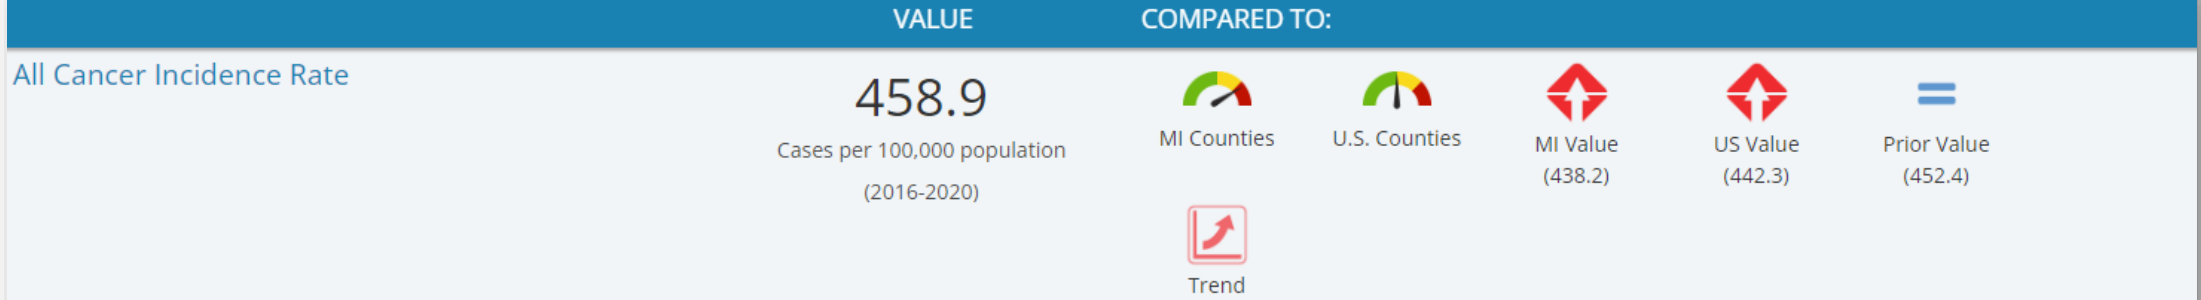 VALUE COMPARED TO:
All Cancer Incidence Rate
458.9
Cases per 100,000 population
(2016-2020)
MI Counties
U.S. Counties
MI Value
(438.2)
US Value
(442.3)
=
Prior Value
(452.4)
Trend